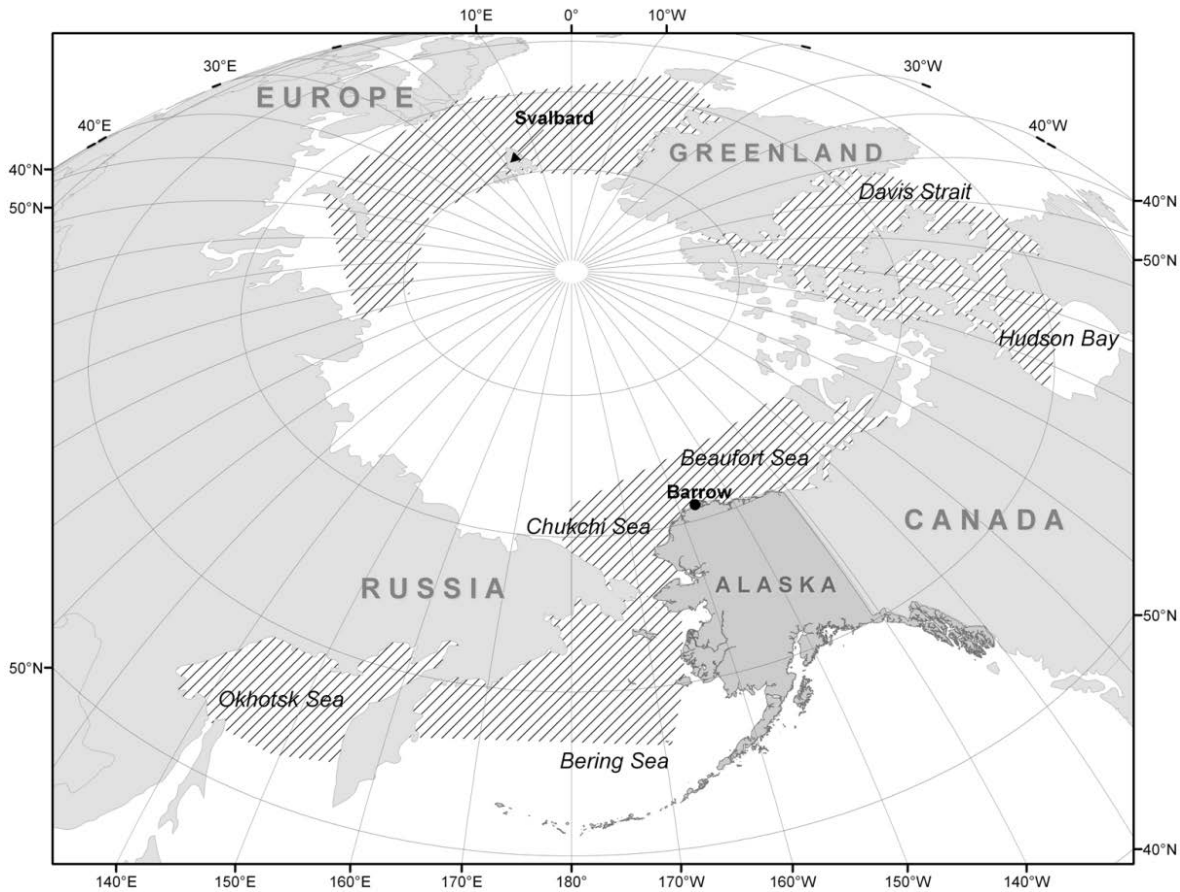 10°E 0° 10°W
30°E 30°W
EUROPE
Svalbard
40°E 40°W
GREENLAND
40°N
Davis Strait
50°N 40°N
50°N
Hudson Bay
Beaufort Sea
Barrow
Chukchi Sea CANADA
RUSSIA ALASKA
50°N
50°N
Okhotsk Sea
Bering Sea
40°N
140°E 150°E 160°E 170°E 180° 170°W 160°W 150°W 140°W